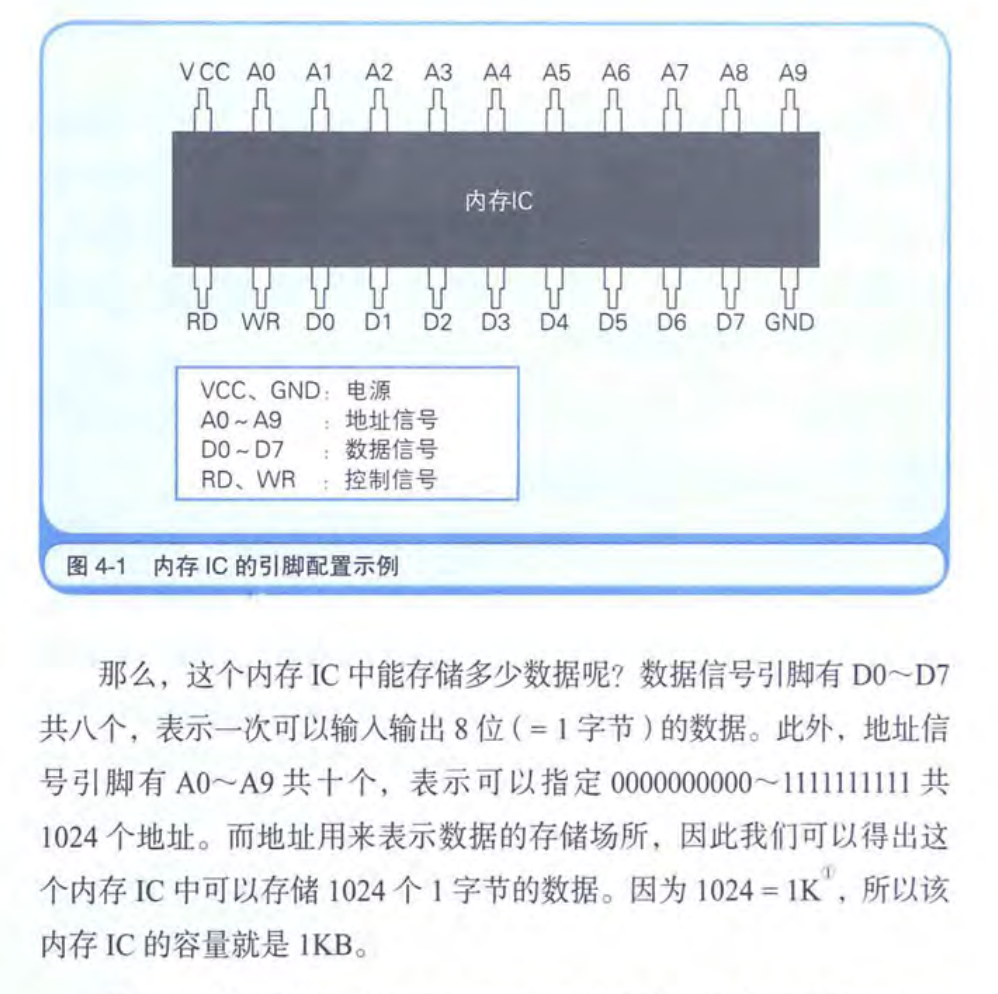 VCC A0 A1 A2 A3 A4 A5 A6 A7 A8 A9
内存IC
RD WR D0 D1 D2 D3 D4 D5 D6 D7 GND
VCC、GND：电源
A0~A9 ：地址信号
D0~D7 ：数据信号
RD、WR ：控制信号
图 4-1 内存 IC 的引脚配置示例
那么，这个内存 IC 中能存储多少数据呢？数据信号引脚有 D0～D7
共八个，表示一次可以输入输出 8 位（= 1 字节）的数据。此外，地址信
号引脚有 A0～A9 共十个，表示可以指定 0000000000～1111111111 共
1024 个地址。而地址用来表示数据的存储场所，因此我们可以得出这
个内存 IC 中可以存储 1024 个 1 字节的数据。因为 1024 = 1K①，所以该
内存 IC 的容量就是 1KB。